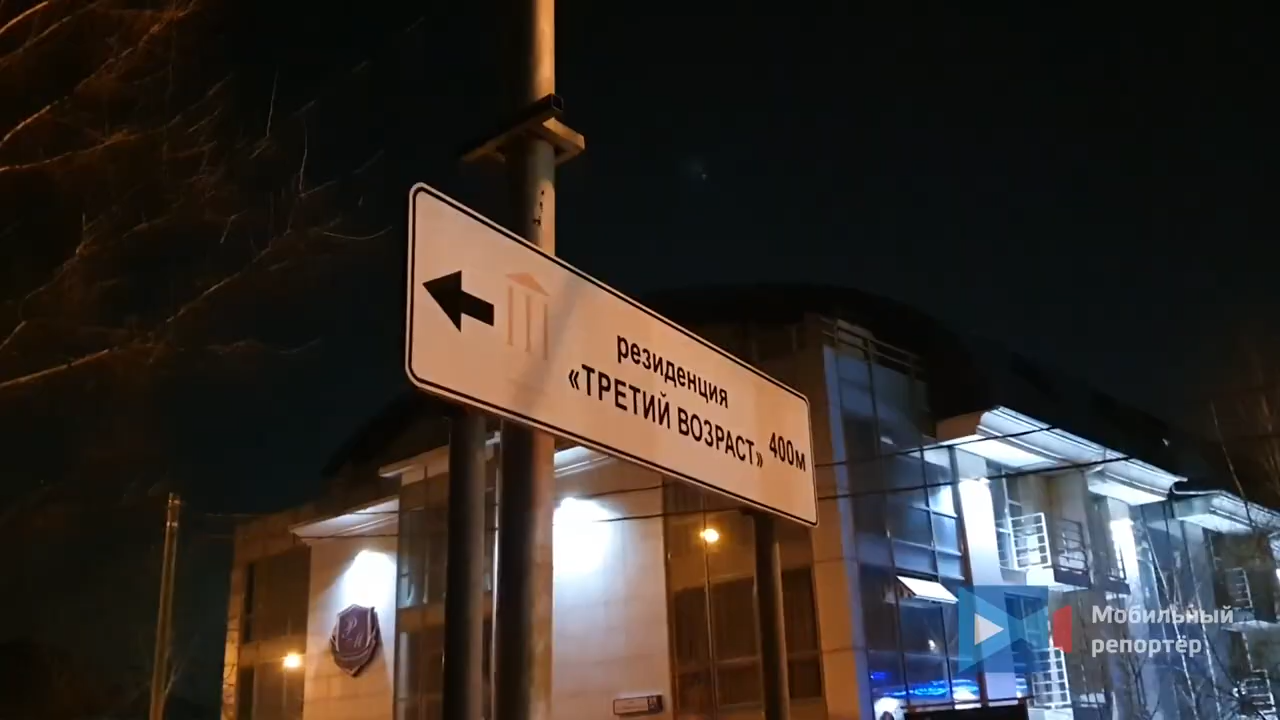 резиденция
«ТРЕТИЙ ВОЗРАСТ»
400м
Мобильный
репортёр